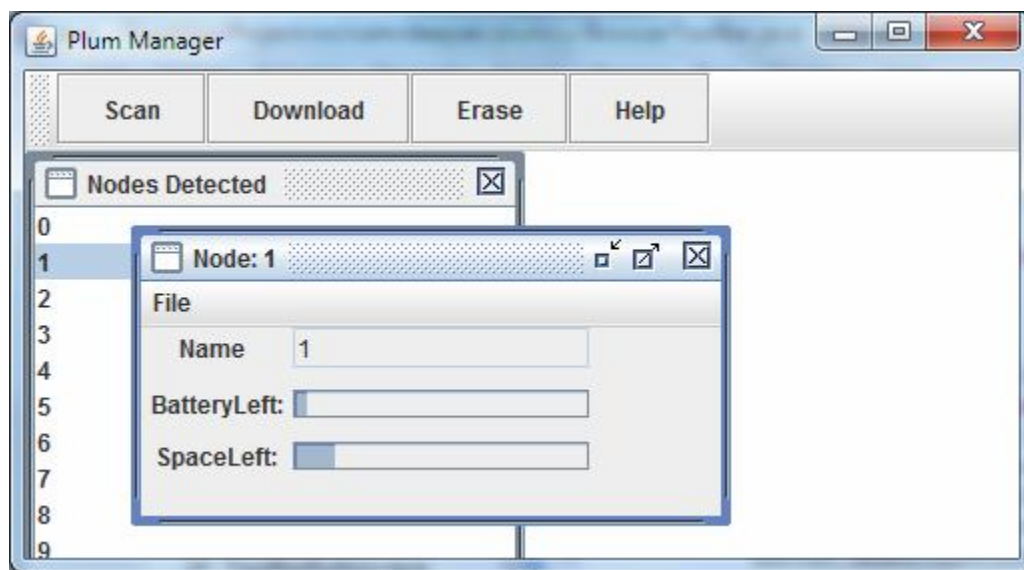 Plum Manager
Scan Download Erase Help
Nodes Detected
0
1
2
3
4
5
6
7
8
9
Node: 1
File
Name 1
BatteryLeft:
SpaceLeft: